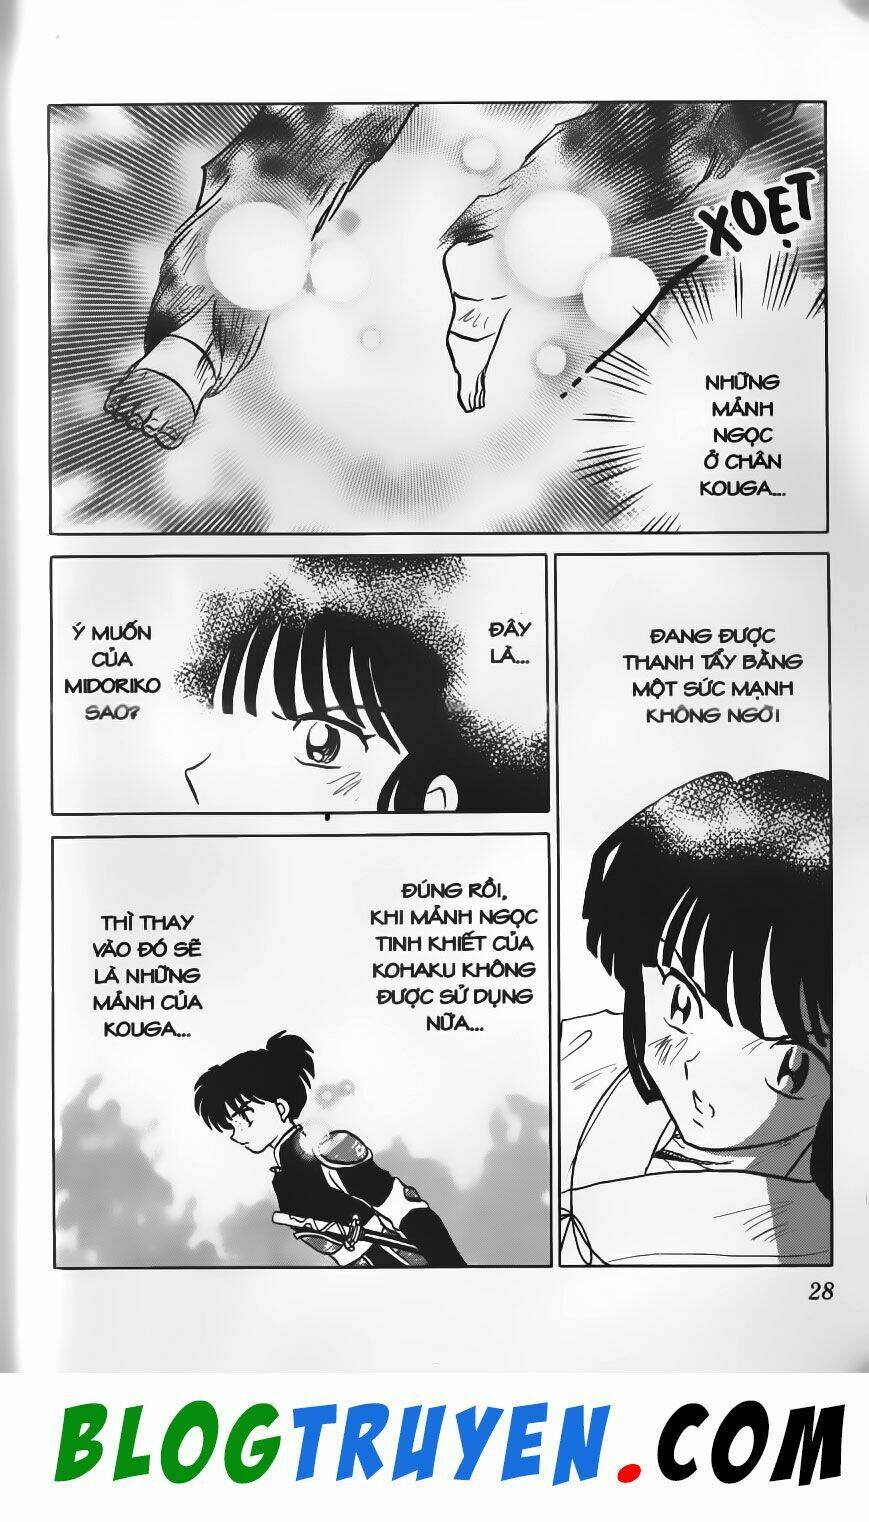 XOẸT
NHỮNG
MẢNH
NGỌC
Ở CHÂN
KOUGA...
ĐANG ĐƯỢC
THANH TẨY BẰNG
MỘT SỨC MẠNH
KHÔNG NGỜ!
ĐÂY
LÀ...
Ý MUỐN
CỦA
MIDORIKO
SAO?
ĐÚNG RỒI,
KHI MẢNH NGỌC
TINH KHIẾT CỦA
KOHAKU KHÔNG
ĐƯỢC SỬ DỤNG
NỮA...
THÌ THAY
VÀO ĐÓ SẼ
LÀ NHỮNG
MẢNH CỦA
KOUGA...
28
BLOGTRUYEN.COM